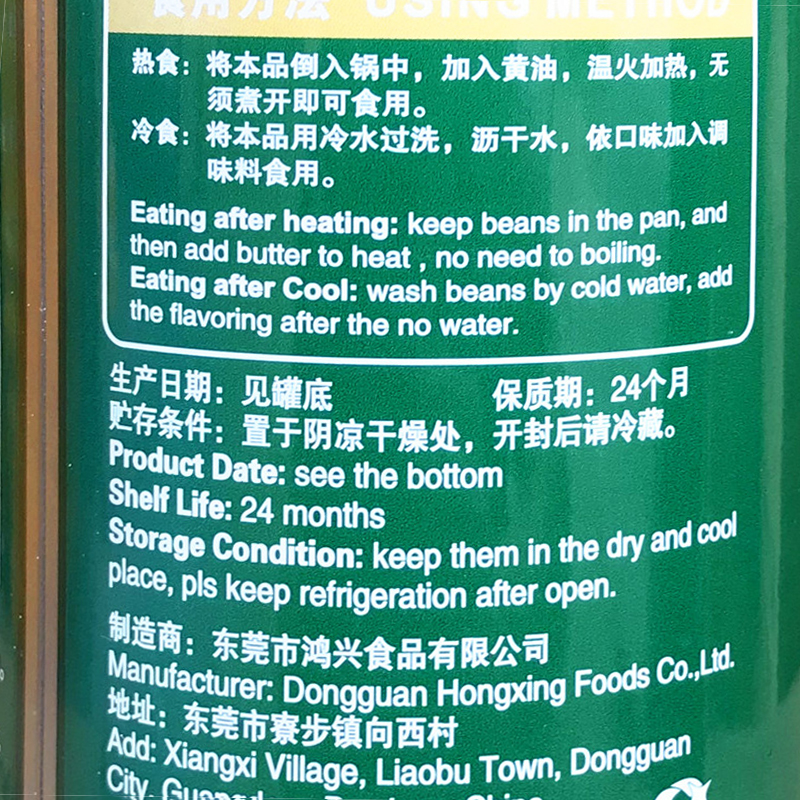 食用方法 USING METHOD
热食：将本品倒入锅中，加入黄油，温火加热，无
须煮开即可食用。
冷食：将本品用冷水过洗，沥干水，依口味加入调
味料食用。
Eating after heating: keep beans in the pan, and
then add butter to heat , no need to boiling.
Eating after Cool: wash beans by cold water, add
the flavoring after the no water.
生产日期：见罐底 保质期：24个月
贮存条件：置于阴凉干燥处，开封后请冷藏。
Product Date: see the bottom
Shelf Life: 24 months
Storage Condition: keep them in the dry and cool
place, pls keep refrigeration after open.
制造商：东莞市鸿兴食品有限公司
Manufacturer: Dongguan Hongxing Foods Co.,Ltd.
地址：东莞市寮步镇向西村
Add: Xiangxi Village, Liaobu Town, Dongguan
City,